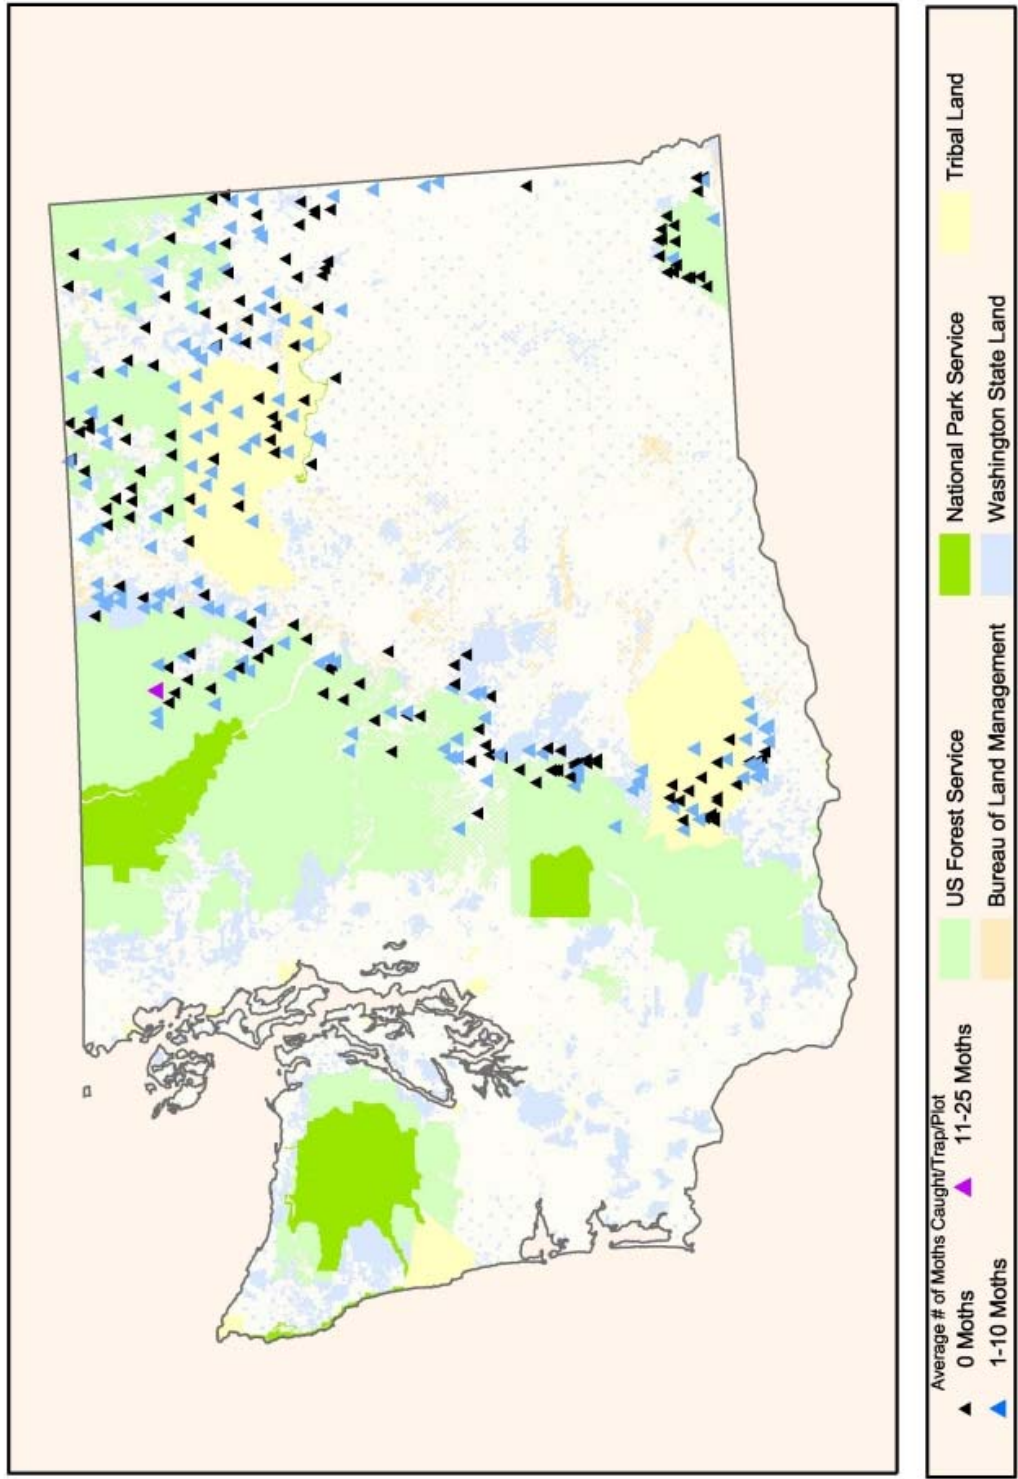 Average # of Moths Caught/Trap/Plot
0 Moths
11-25 Moths
1-10 Moths
US Forest Service
National Park Service
Tribal Land
Bureau of Land Management
Washington State Land